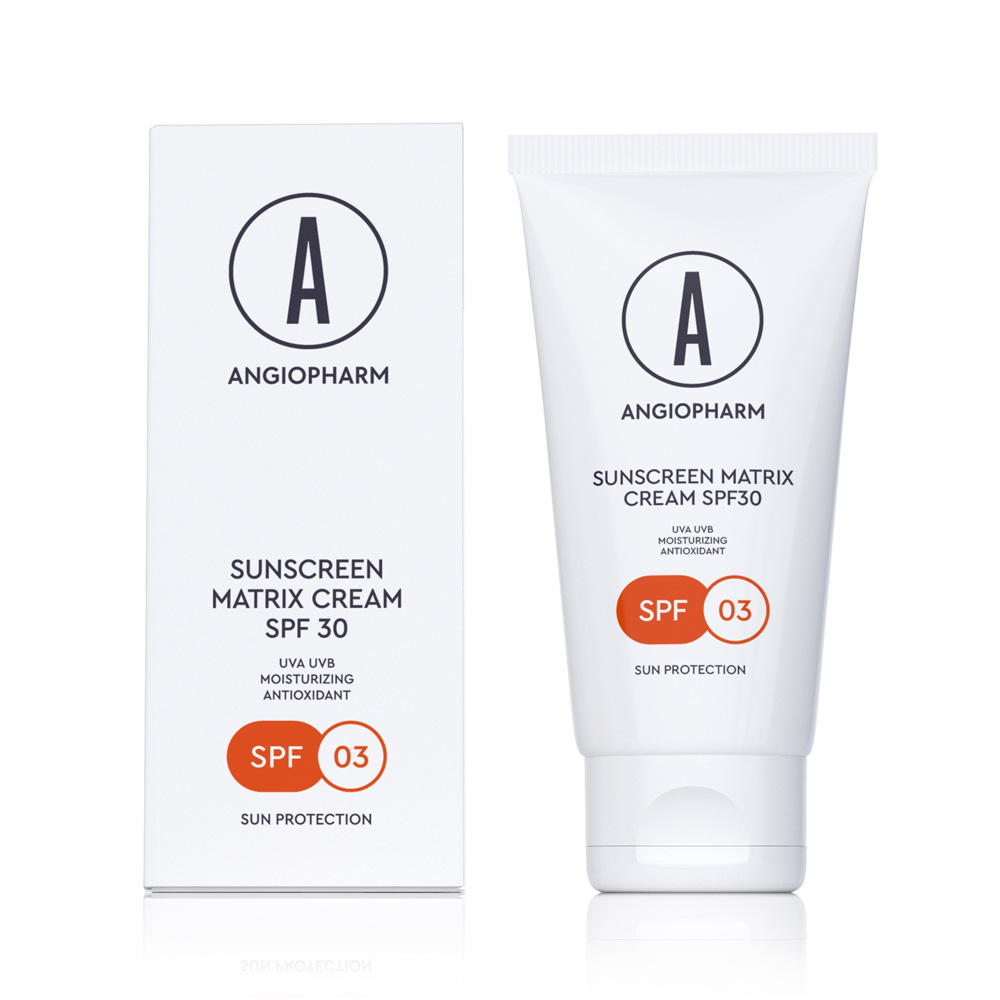 A
ANGIOPHARM
SUNSCREEN
MATRIX CREAM
SPF 30
UVA UVB
MOISTURIZING
ANTIOXIDANT
SPF 03
SUN PROTECTION
A
ANGIOPHARM
SUNSCREEN MATRIX
CREAM SPF30
UVA UVB
MOISTURIZING
ANTIOXIDANT
SPF 03
SUN PROTECTION